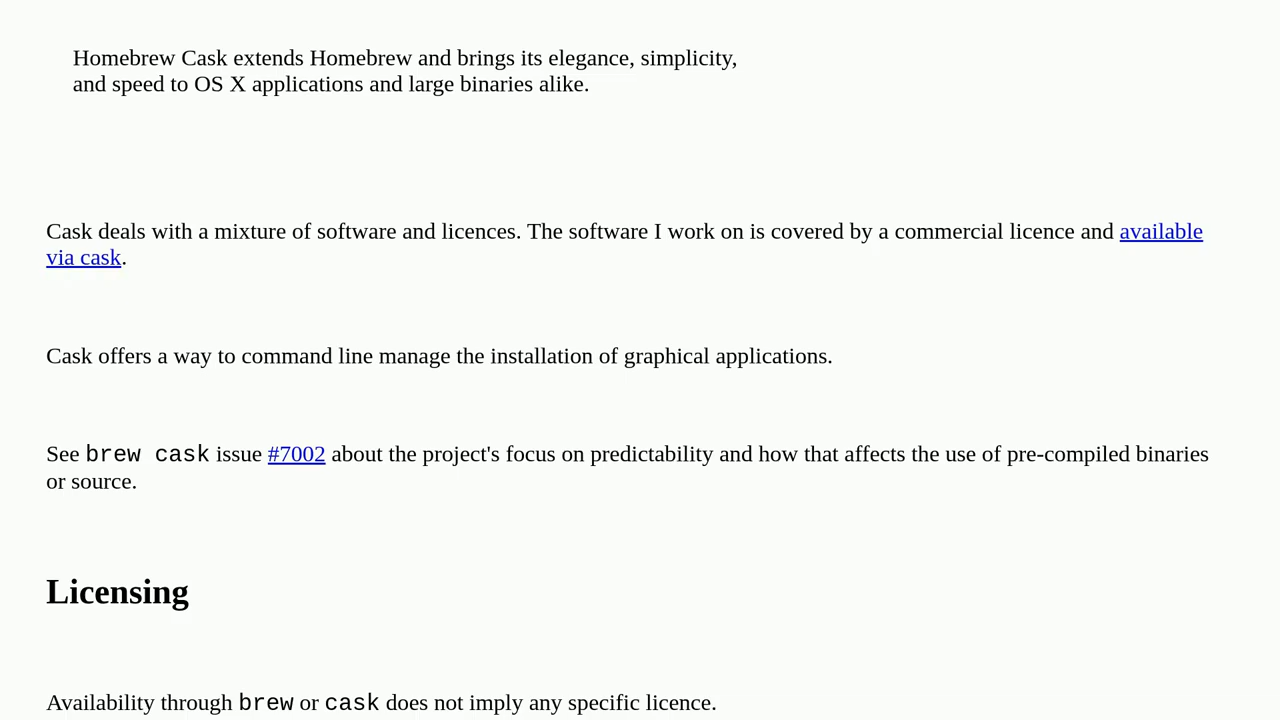 Homebrew Cask extends Homebrew and brings its elegance, simplicity,
and speed to OS X applications and large binaries alike.
Cask deals with a mixture of software and licences. The software I work on is covered by a commercial licence and available
via cask.
Cask offers a way to command line manage the installation of graphical applications.
See brew cask issue #7002 about the project's focus on predictability and how that affects the use of pre-compiled binaries
or source.
Licensing
Availability through brew or cask does not imply any specific licence.